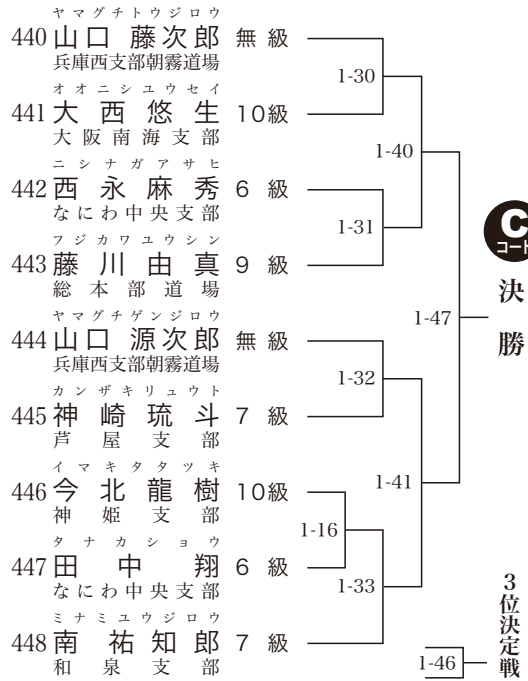 ヤマグチトウジロウ
440 山口 藤次郎 無級
兵庫西支部朝霧道場
1-30
オオニシユウセイ
441 大西悠生 10級
大阪南海支部
1-40
ニシナガアサヒ
442 西永麻秀 6級
なにわ中央支部
1-31
フジカワユウシン
443 藤川由真 9級
総本部道場
C
コート
決勝
1-47
ヤマグチゲンジロウ
444 山口 源次郎 無級
兵庫西支部朝霧道場
1-32
カンザキリュウト
445 神崎琉斗 7級
芦屋支部
1-41
イマキタタツキ
446 今北龍樹 10級
神姫支部
1-16
タナカショウ
447 田中翔 6級
なにわ中央支部
1-33
ミナミユウジロウ
448 南祐知郎 7級
和泉支部
3位決定戦
1-46